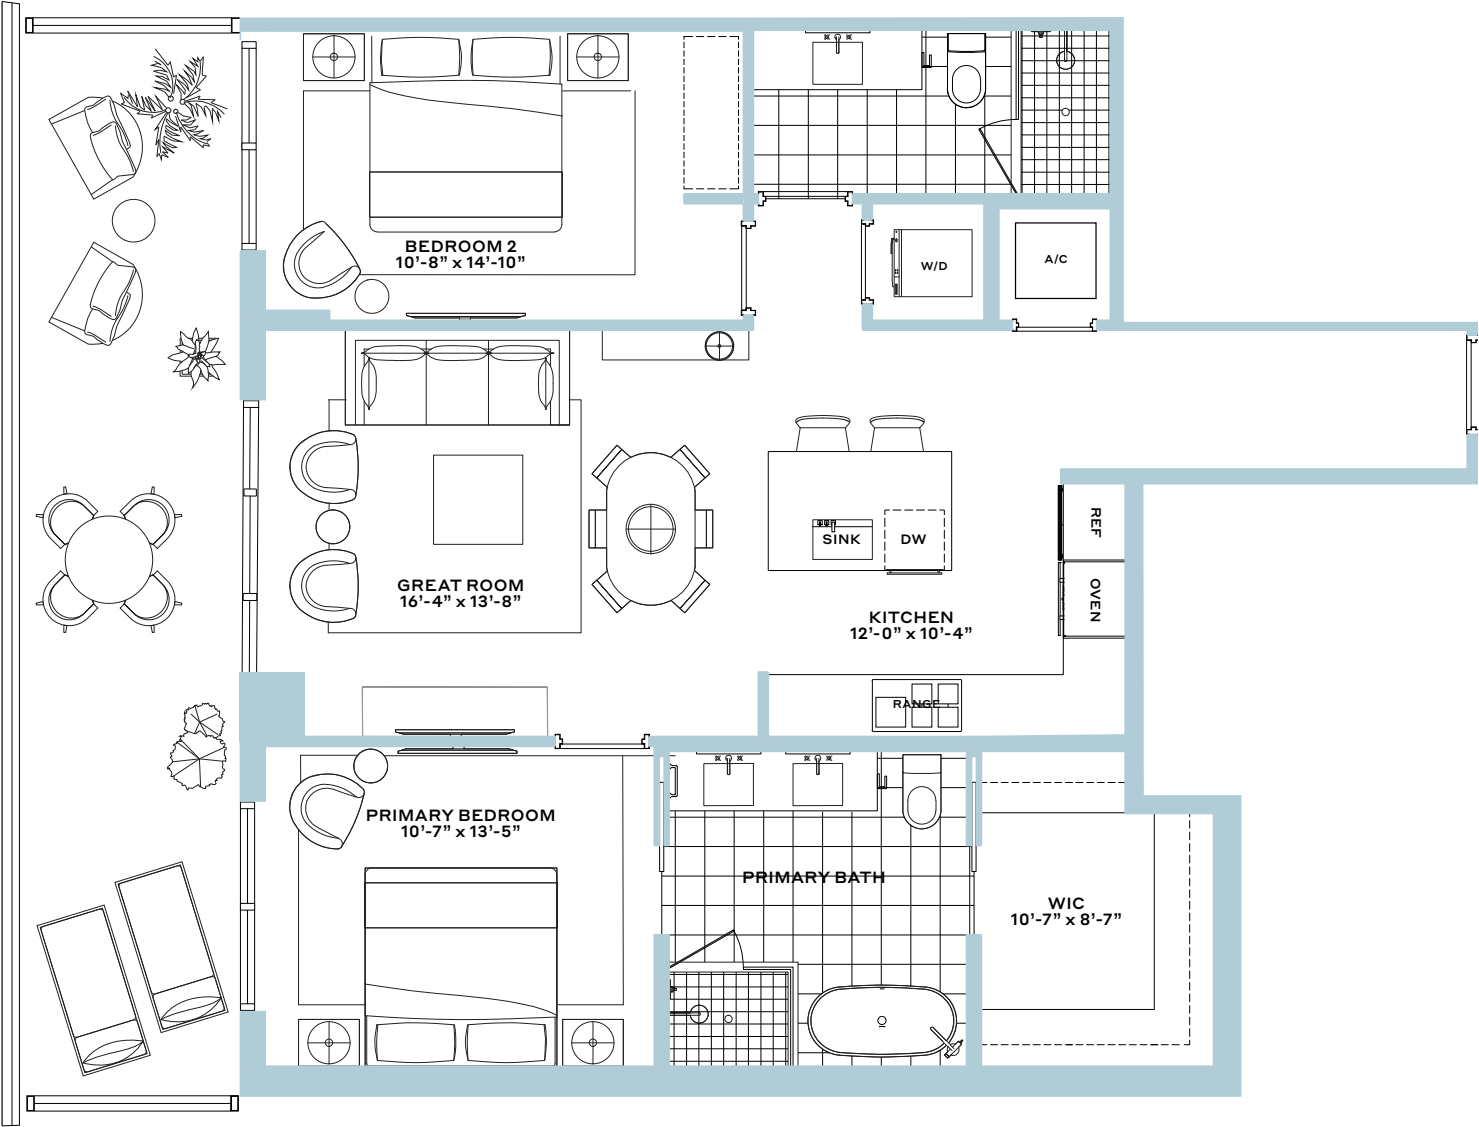 BEDROOM 2
10'-8" x 14'-10"
W/D
A/C
GREAT ROOM
16'-4" x 13'-8"
SINK
DW
REF
OVEN
KITCHEN
12'-0" x 10'-4"
RANGE
PRIMARY BEDROOM
10'-7" x 13'-5"
PRIMARY BATH
WIC
10'-7" x 8'-7"